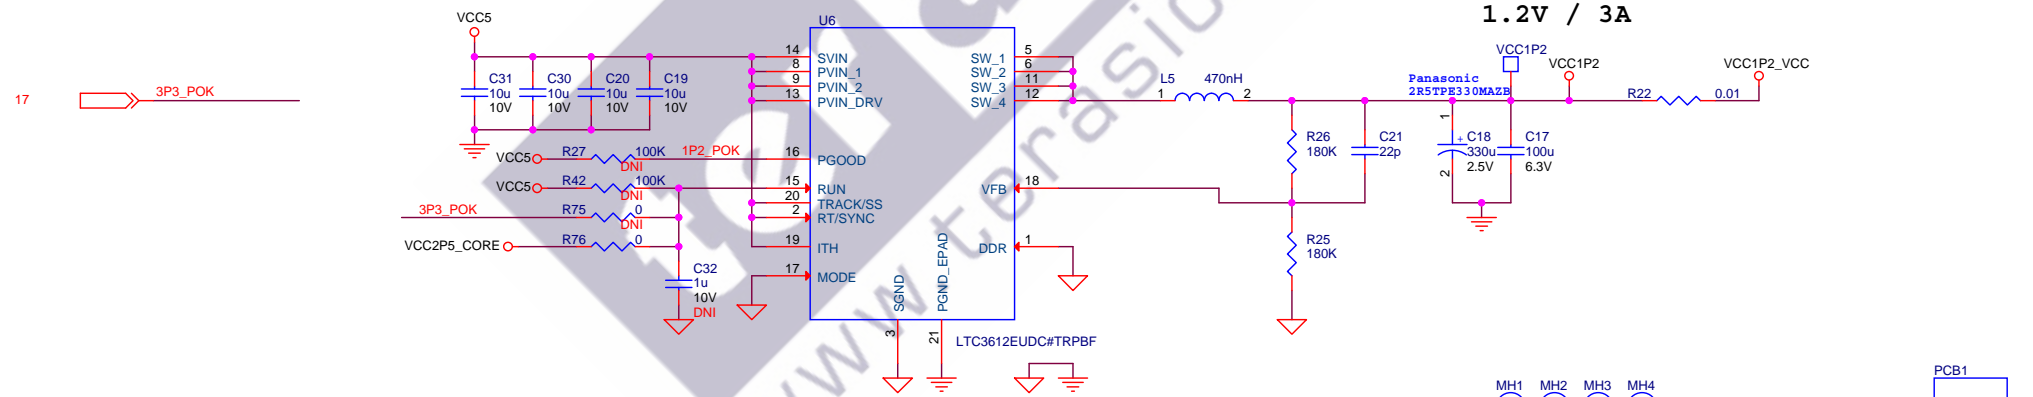 1.2V / 3A
VCC5
U6
VCC1P2
VCC1P2
VCC1P2_VCC
17
3P3_POK
C31
10u
10V
C30
10u
10V
C20
10u
10V
C19
10u
10V
14
8
9
13
SVIN
PVIN_1
PVIN_2
PVIN_DRV
SW_1
SW_2
SW_3
SW_4
5
6
11
12
L5
470nH
1
2
Panasonic
2R5TPE330MAZB
R22
0.01
R26
180K
C21
22p
1
2
+
C18
330u
2.5V
C17
100u
6.3V
VCC5
R27
100K
DNI
1P2_POK
16
PGOOD
VCC5
R42
100K
DNI
15
RUN
20
TRACK/SS
2
RT/SYNC
VFB
18
3P3_POK
R75
0
DNI
VCC2P5_CORE
R76
0
19
ITH
DDR
1
R25
180K
C32
1u
10V
DNI
17
MODE
SGND
PGND_EPAD
3
21
LTC3612EUDC#TRPBF
www.terasic
MH1
MH2
MH3
MH4
PCB1